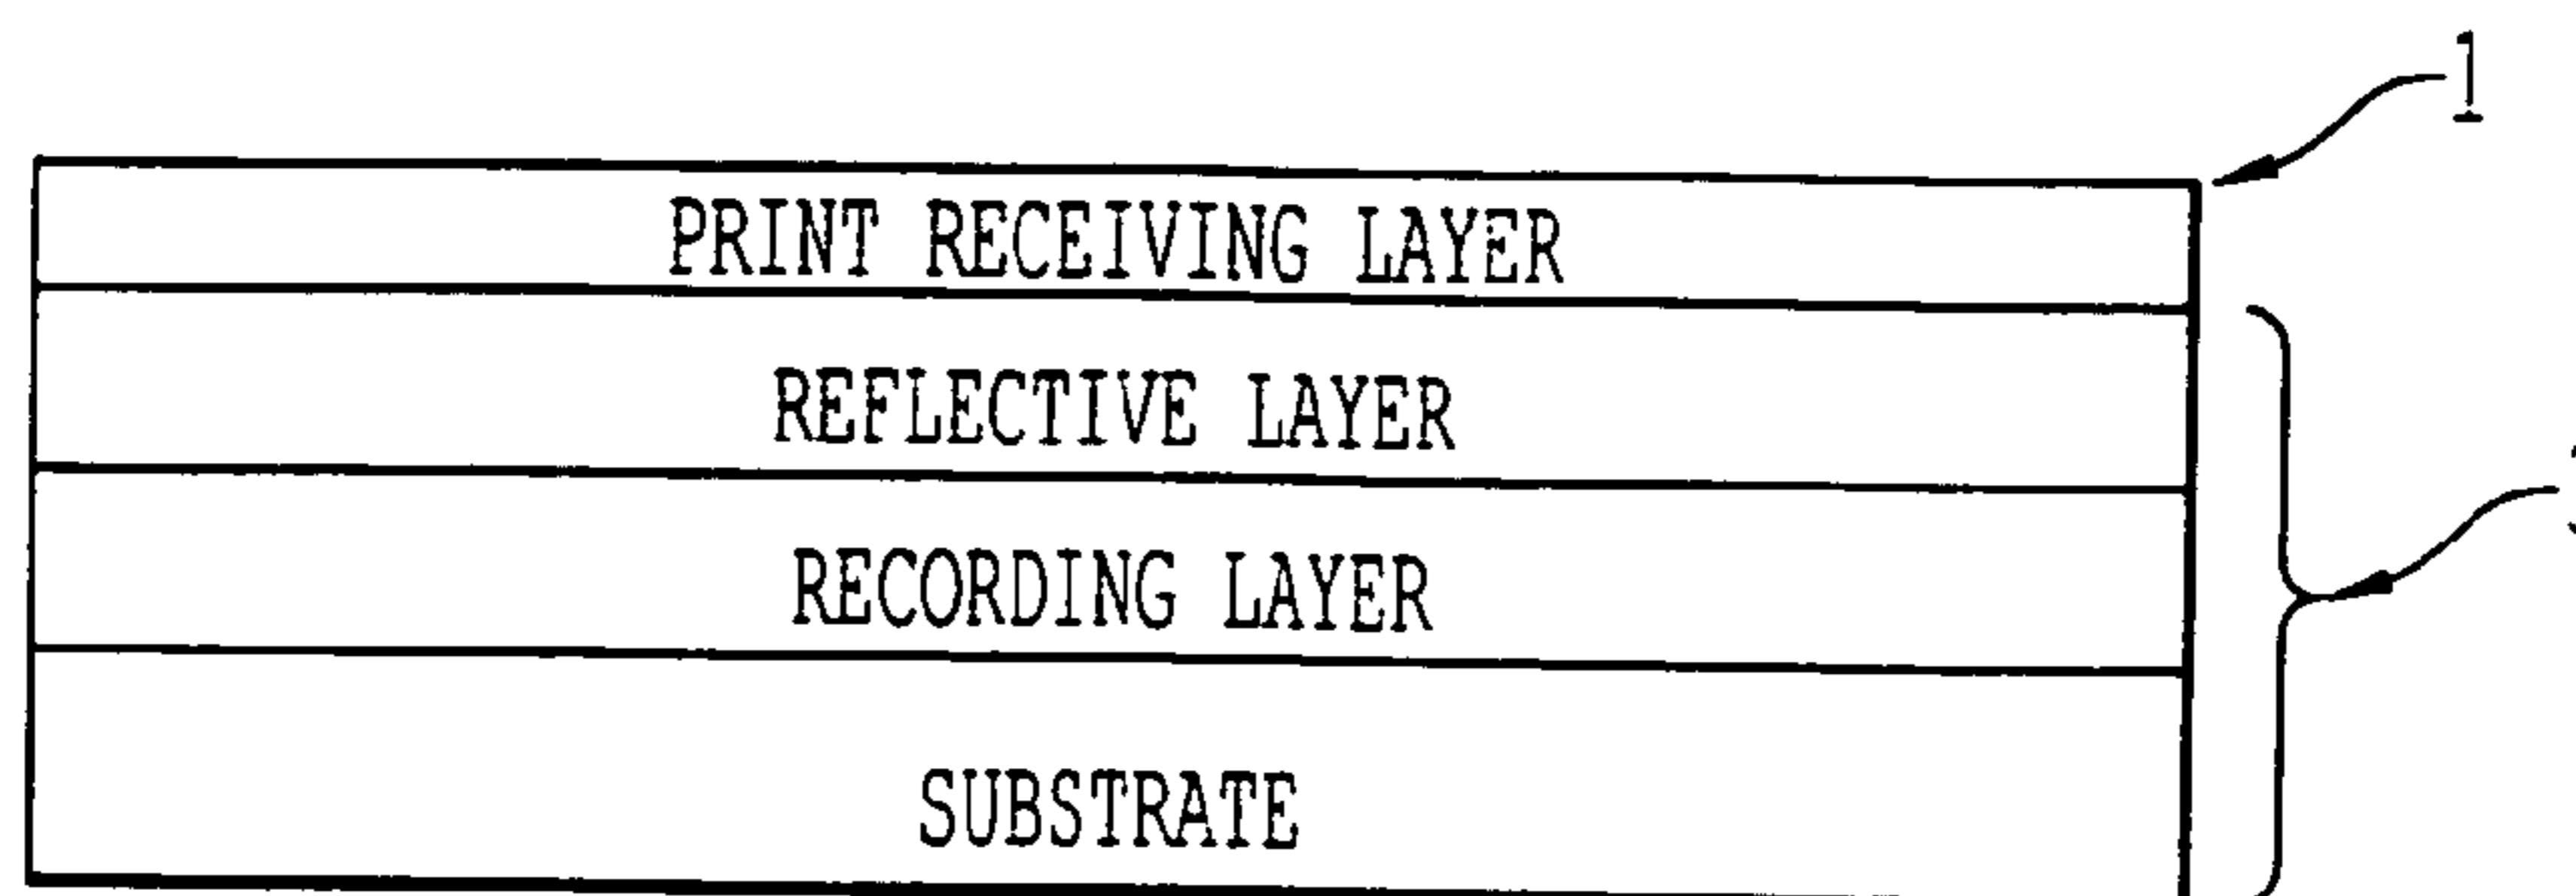 1
PRINT RECEIVING LAYER
REFLECTIVE LAYER
RECORDING LAYER
SUBSTRATE